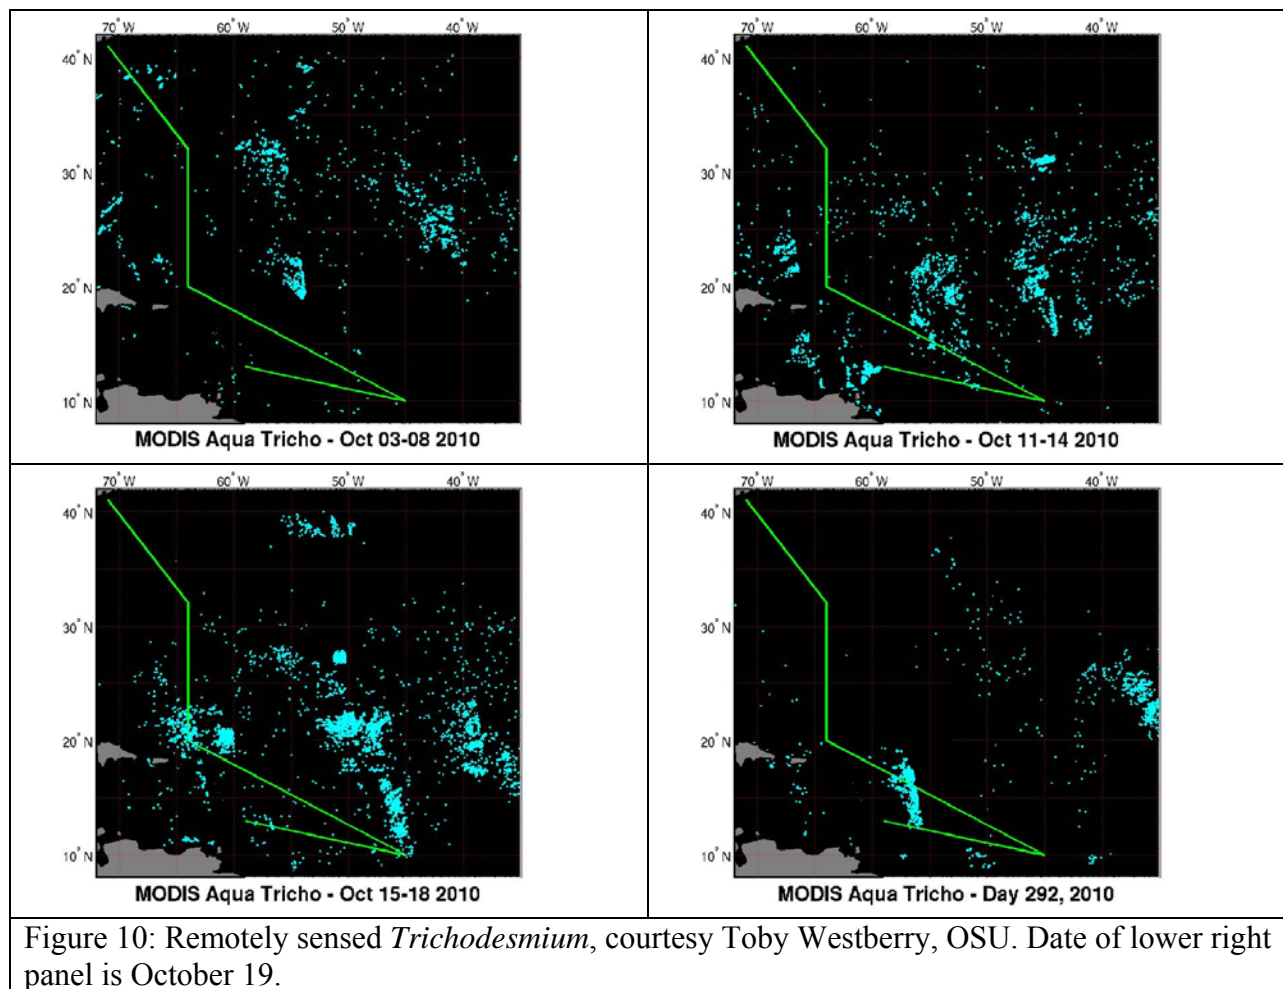 70° W 60° W 50° W 40° W
40° N
30° N
20° N
10° N
MODIS Aqua Tricho - Oct 03-08 2010
70° W 60° W 50° W 40° W
40° N
30° N
20° N
10° N
MODIS Aqua Tricho - Oct 11-14 2010
70° W 60° W 50° W 40° W
40° N
30° N
20° N
10° N
MODIS Aqua Tricho - Oct 15-18 2010
70° W 60° W 50° W 40° W
40° N
30° N
20° N
10° N
MODIS Aqua Tricho - Day 292, 2010
Figure 10: Remotely sensed Trichodesmium, courtesy Toby Westberry, OSU. Date of lower right
panel is October 19.